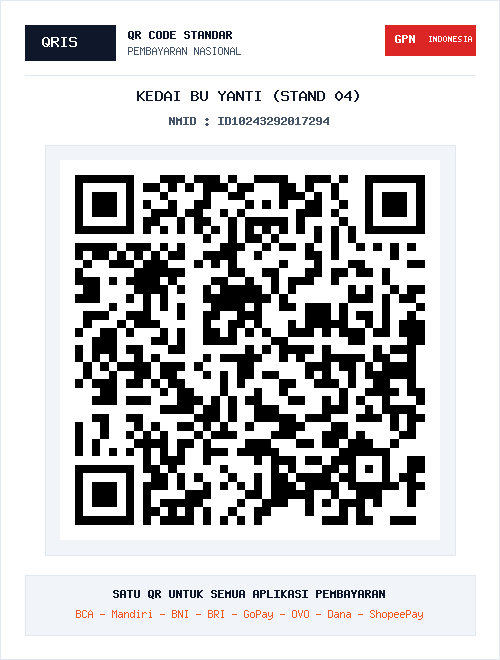 QRIS
QR CODE STANDAR
PEMBAYARAN NASIONAL
GPN INDONESIA
KEDAI BU YANTI (STAND 04)
NMID : ID10243292017294
SATU QR UNTUK SEMUA APLIKASI PEMBAYARAN
BCA - Mandiri - BNI - BRI - GoPay - OVO - Dana - ShopeePay